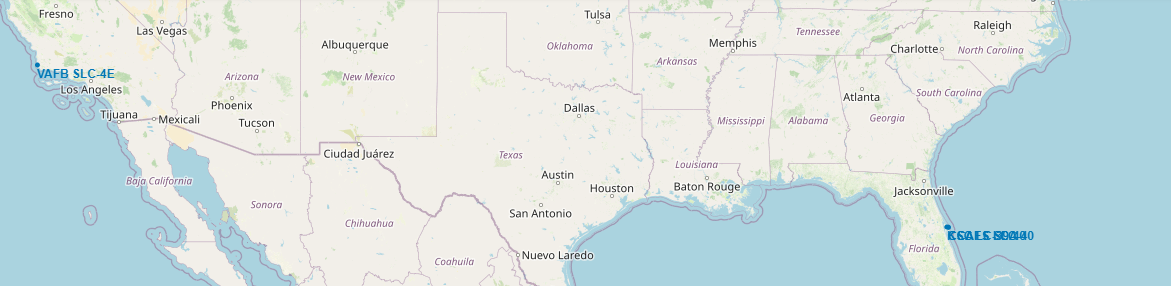 Fresno
Las Vegas
Tulsa
Raleigh
Albuquerque
Oklahoma
Memphis
Tennessee
Charlotte
North Carolina
VAFB SLC-4E
Los Angeles
Arizona
New Mexico
Arkansas
South Carolina
Phoenix
Dallas
Atlanta
Tijuana
Mexicali
Tucson
Mississippi
Alabama
Georgia
Ciudad Juárez
Texas
Louisiana
Baja California
Austin
Houston
Baton Rouge
Jacksonville
Sonora
San Antonio
Chihuahua
Florida
Nuevo Laredo
Coahuila